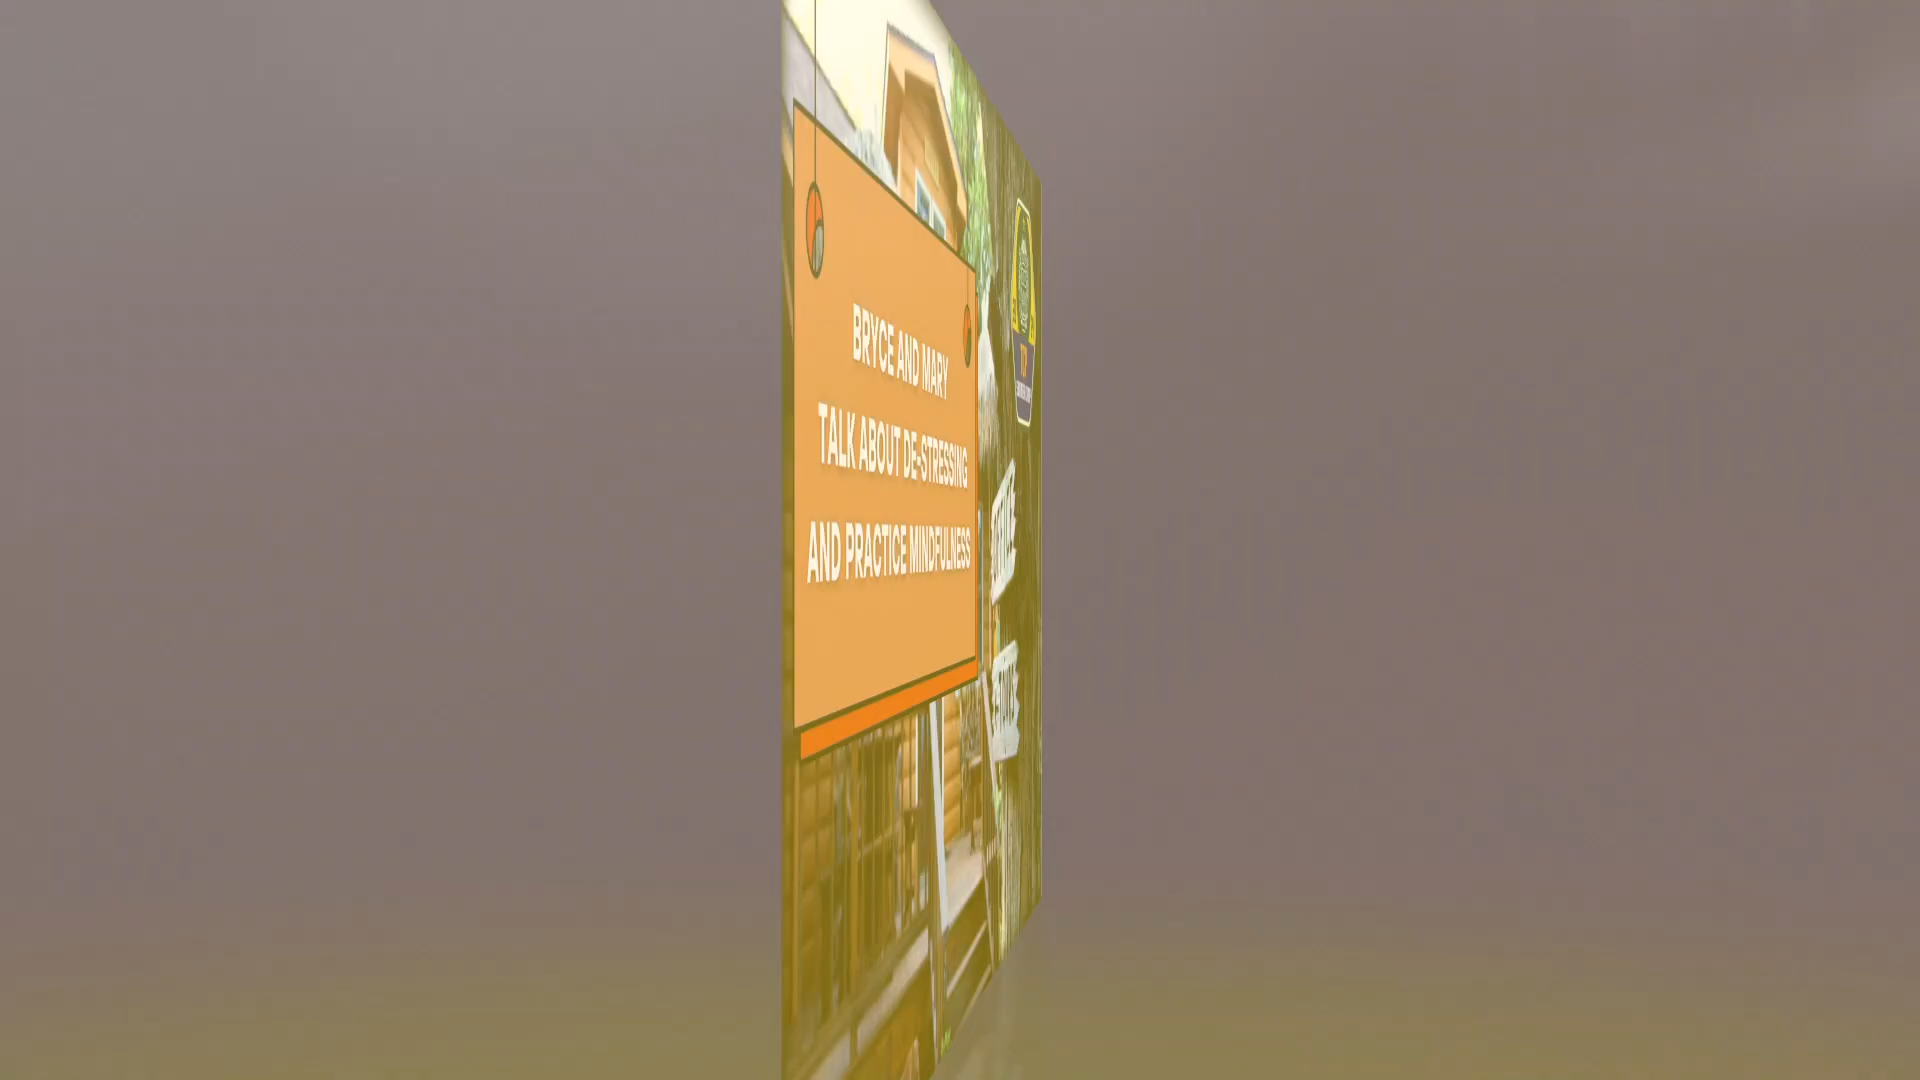 BRYCE AND MARY
TALK ABOUT DE-STRESSING
AND PRACTICE MINDFULNESS